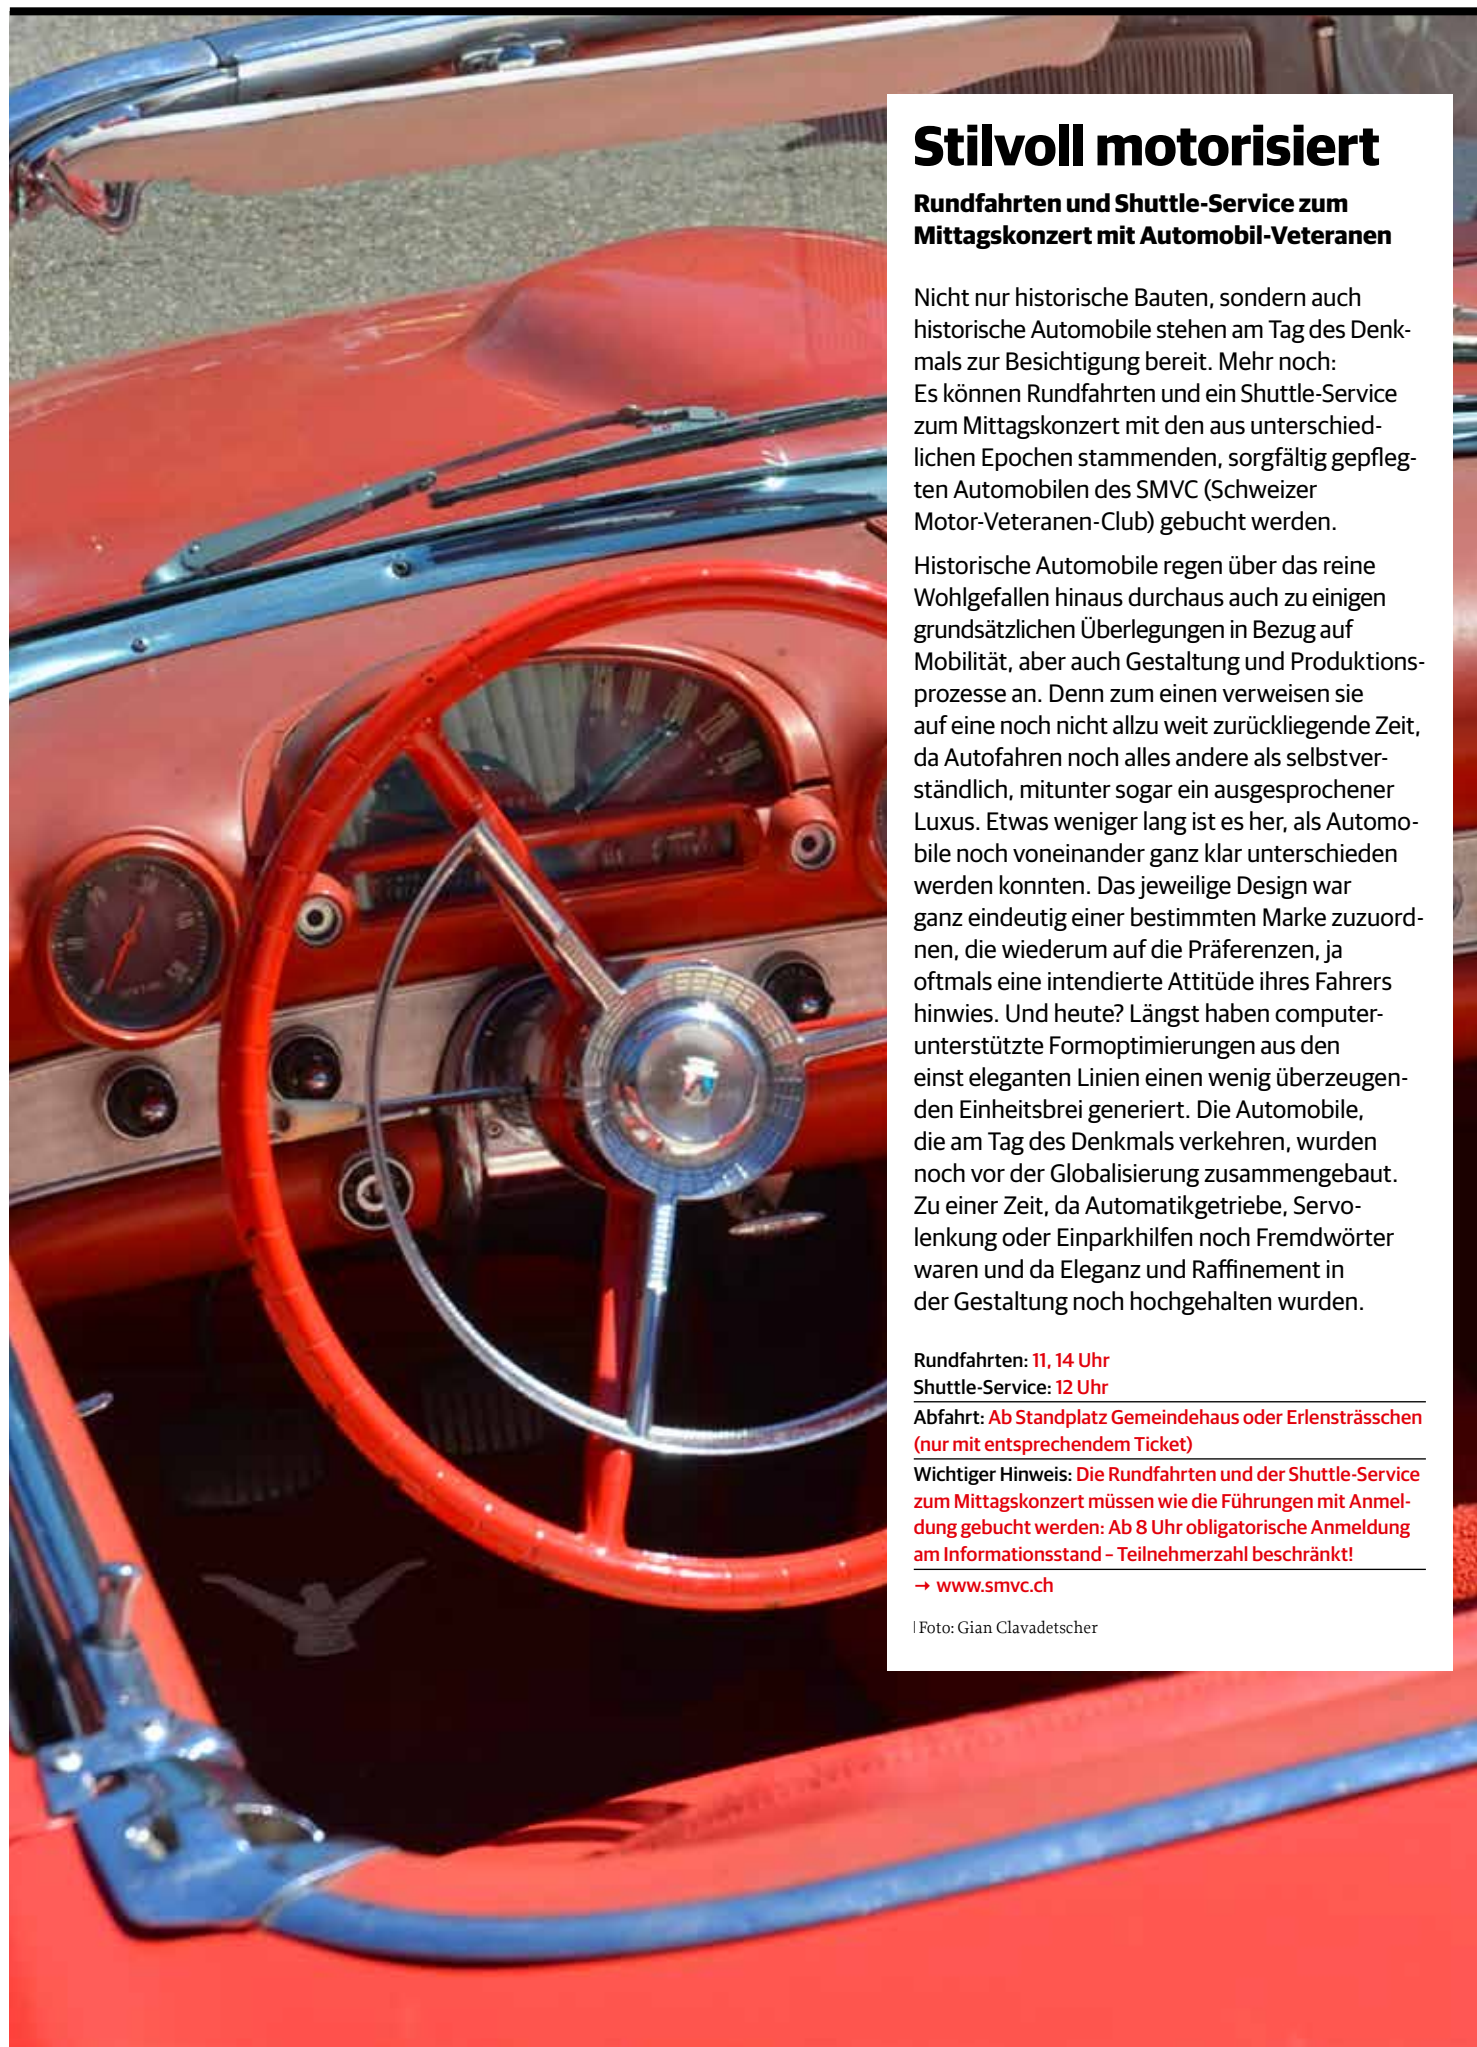 Stilvoll motorisiert
Rundfahrten und Shuttle-Service zum
Mittagskonzert mit Automobil-Veteranen
Nicht nur historische Bauten, sondern auch
historische Automobile stehen am Tag des Denk-
mals zur Besichtigung bereit. Mehr noch:
Es können Rundfahrten und ein Shuttle-Service
zum Mittagskonzert mit den aus unterschied-
lichen Epochen stammenden, sorgfältig gepfleg-
ten Automobilen des SMVC (Schweizer
Motor-Veteranen-Club) gebucht werden.
Historische Automobile regen über das reine
Wohlgefallen hinaus durchaus auch zu einigen
grundsätzlichen Überlegungen in Bezug auf
Mobilität, aber auch Gestaltung und Produktions-
prozesse an. Denn zum einen verweisen sie
auf eine noch nicht allzu weit zurückliegende Zeit,
da Autofahren noch alles andere als selbstver-
ständlich, mitunter sogar ein ausgesprochener
Luxus. Etwas weniger lang ist es her, als Automo-
bile noch voneinander ganz klar unterschieden
werden konnten. Das jeweilige Design war
ganz eindeutig einer bestimmten Marke zuzuord-
nen, die wiederum auf die Präferenzen, ja
oftmals eine intendierte Attitüde ihres Fahrers
hinwies. Und heute? Längst haben computer-
unterstützte Formoptimierungen aus den
einst eleganten Linien einen wenig überzeugen-
den Einheitsbrei generiert. Die Automobile,
die am Tag des Denkmals verkehren, wurden
noch vor der Globalisierung zusammengebaut.
Zu einer Zeit, da Automatikgetriebe, Servo-
lenkung oder Einparkhilfen noch Fremdwörter
waren und da Eleganz und Raffinement in
der Gestaltung noch hochgehalten wurden.
Rundfahrten: 11, 14 Uhr
Shuttle-Service: 12 Uhr
Abfahrt: Ab Standplatz Gemeindehaus oder Erlensträsschen
(nur mit entsprechendem Ticket)
Wichtiger Hinweis: Die Rundfahrten und der Shuttle-Service
zum Mittagskonzert müssen wie die Führungen mit Anmel-
dung gebucht werden: Ab 8 Uhr obligatorische Anmeldung
am Informationsstand – Teilnehmerzahl beschränkt!
→ www.smvc.ch
| Foto: Gian Clavadetscher